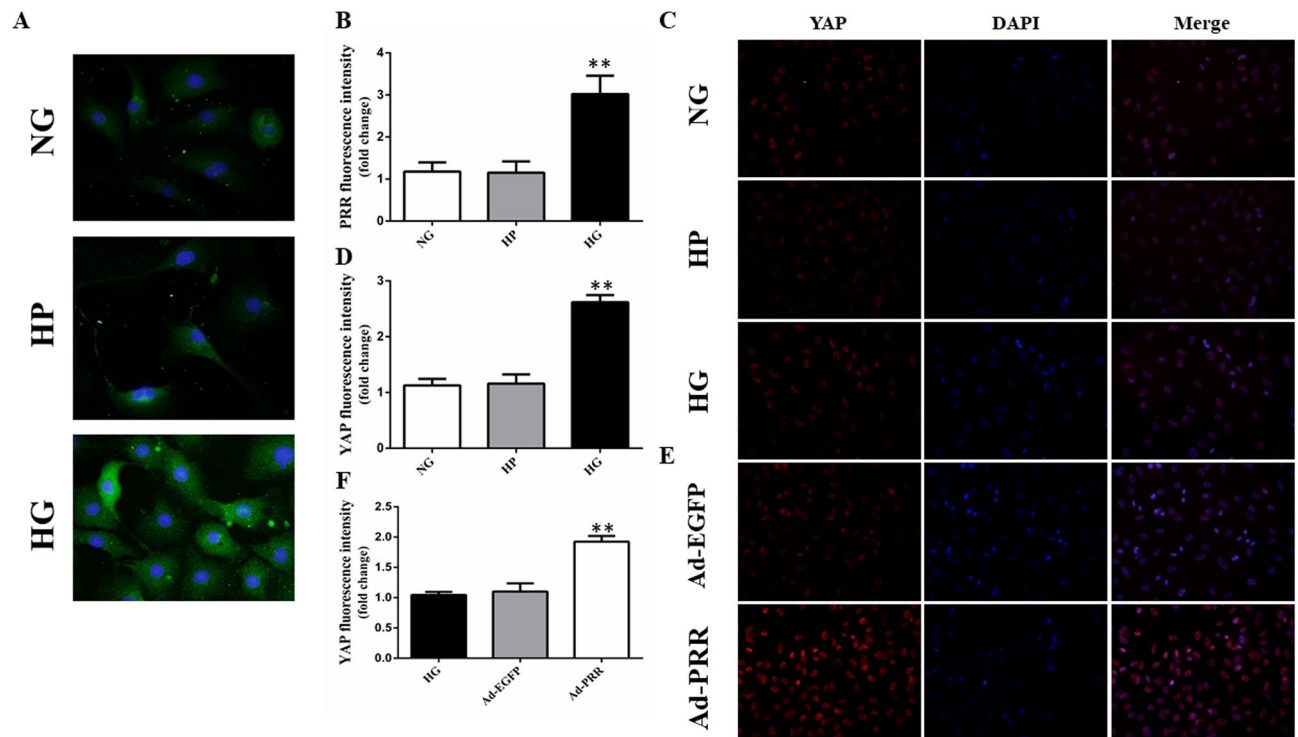 A
NG
HP
HG
B
PRR fluorescence intensity
(fold change)
4
3
2
1
0
**
NG
HP
HG
D
YAP fluorescence intensity
(fold change)
3
2
1
0
**
NG
HP
HG
F
YAP fluorescence intensity
(fold change)
2.5
2.0
1.5
1.0
0.5
0.0
**
HG
Ad-EGFP
Ad-PRR
C
YAP DAPI Merge
NG
HP
HG
E
Ad-EGFP
Ad-PRR